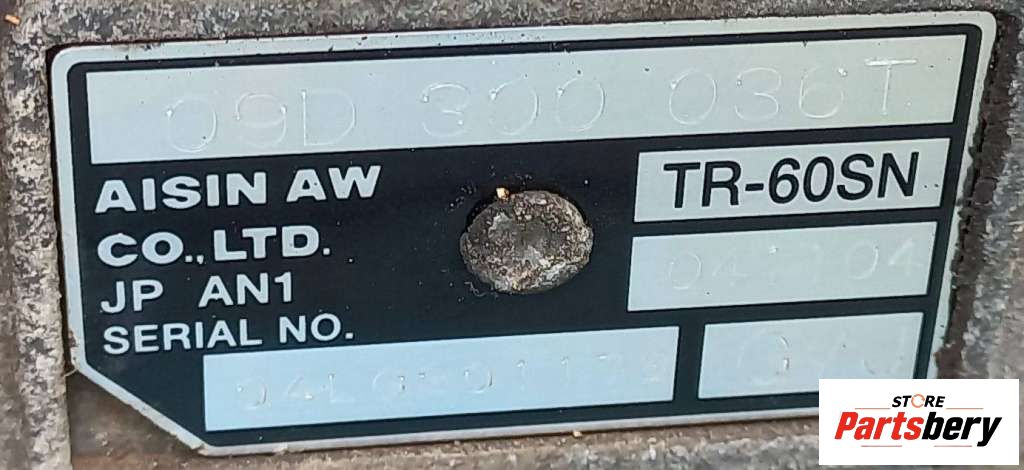 09D 300 036T
AISIN AW
CO., LTD.
JP AN1
SERIAL NO.
TR-60SN
STORE
Partsbery